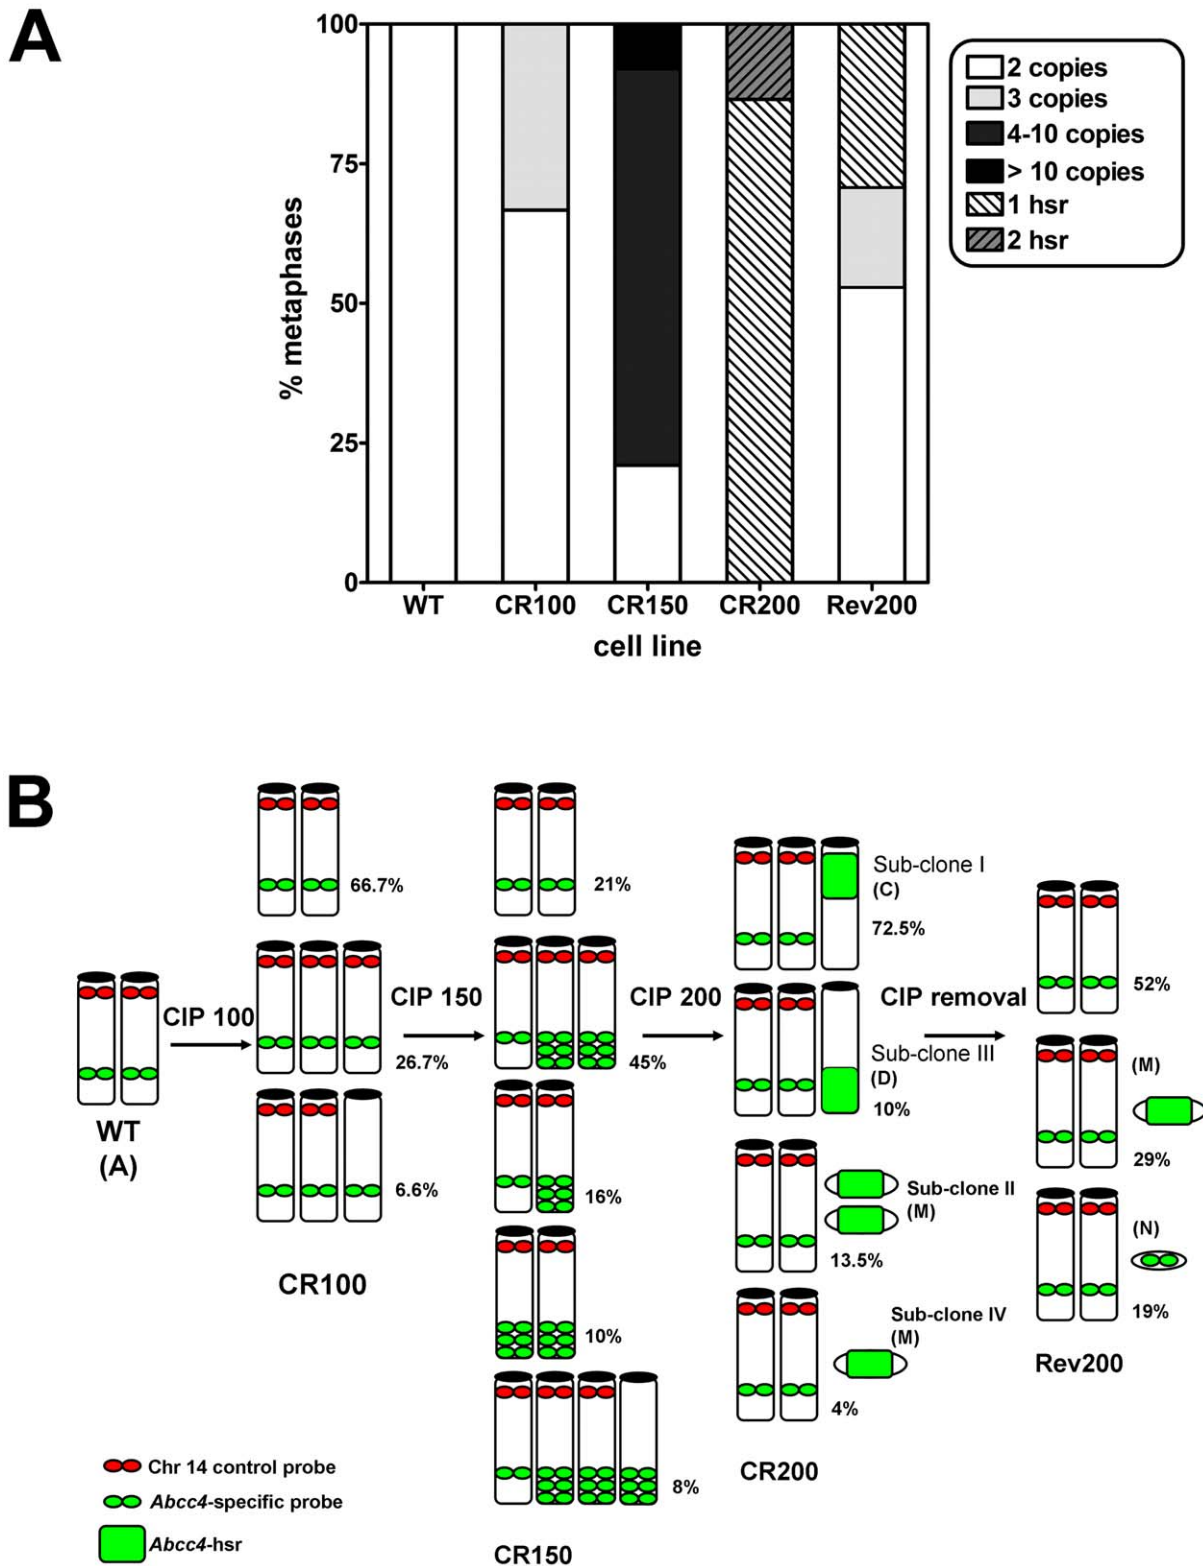 A
100
75
50
25
0
% metaphases
WT CR100 CR150 CR200 Rev200
cell line
2 copies
3 copies
4-10 copies
> 10 copies
1 hsr
2 hsr
B
WT
(A)
CIP 100
66.7%
26.7%
6.6%
CR100
CIP 150
21%
45%
16%
10%
8%
CR150
CIP 200
Sub-clone I
(C)
72.5%
Sub-clone III
(D)
10%
Sub-clone II
(M)
13.5%
Sub-clone IV
(M)
4%
CR200
CIP removal
52%
(M)
29%
(N)
19%
Rev200
Chr 14 control probe
Abcc4-specific probe
Abcc4-hsr